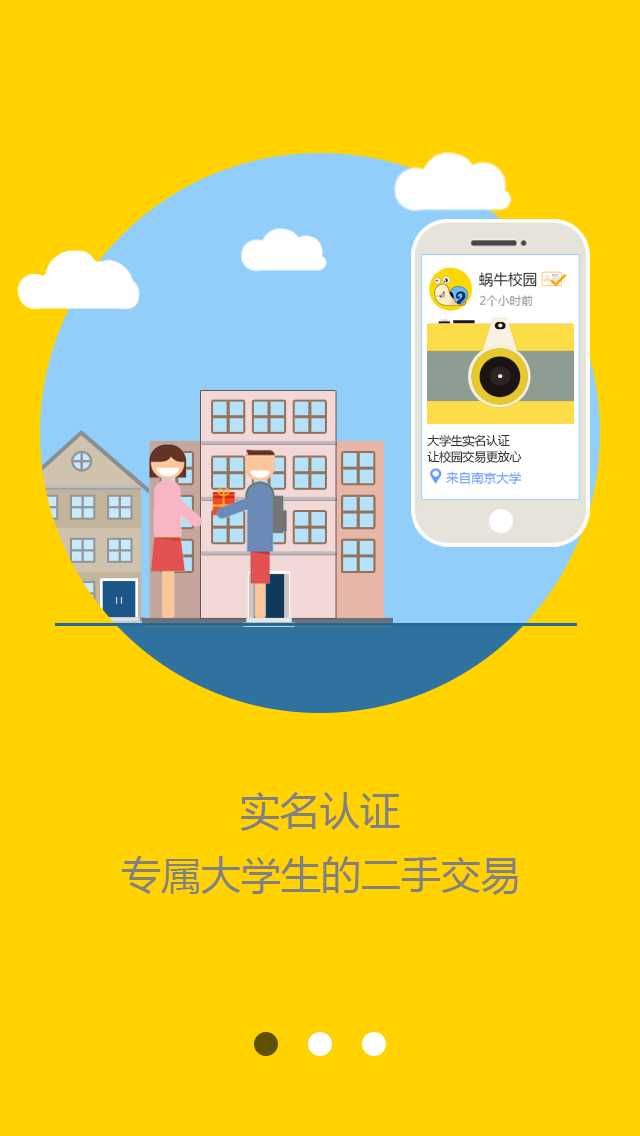 蜗牛校园
2个小时前
大学生实名认证
让校园交易更放心
来自南京大学
实名认证
专属大学生的二手交易